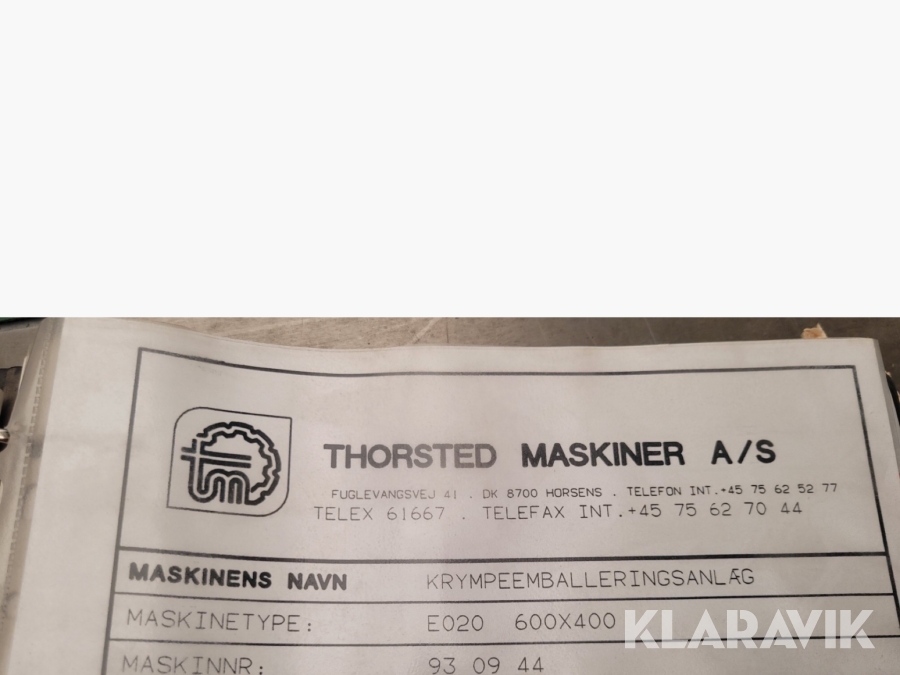 tm
THORSTED MASKINER A/S
FUGLEVANGSVEJ 41 . DK 8700 HORSENS . TELEFON INT.+45 75 62 52 77
TELEX 61667 . TELEFAX INT.+45 75 62 70 44
MASKINENS NAVN KRYMPEEMBALLERINGSANLÆG
MASKINETYPE: E020 600X400
MASKINNR: 93 09 44
KLARAVIK